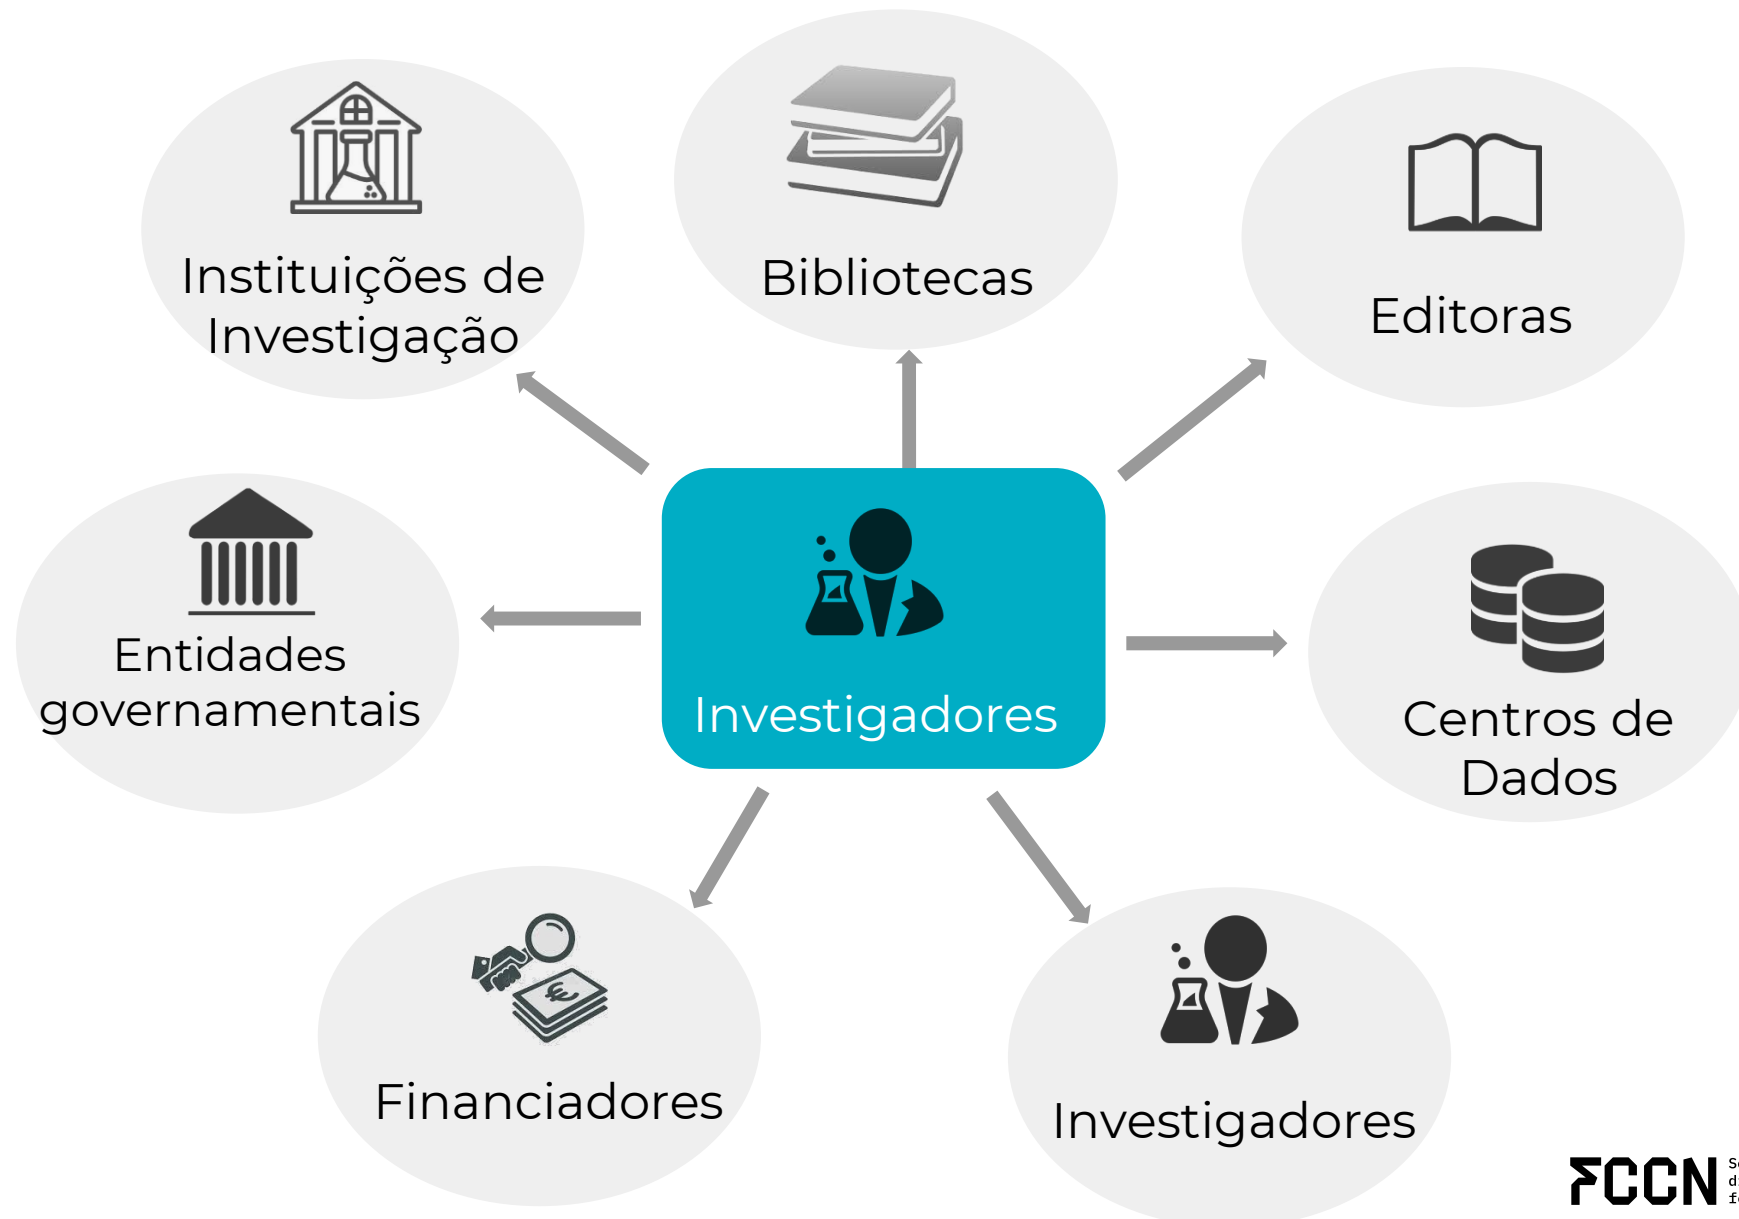 Instituições de
Investigação
Bibliotecas
Editoras
Entidades
governamentais
Investigadores
Centros de
Dados
Financiadores
Investigadores
FCCN